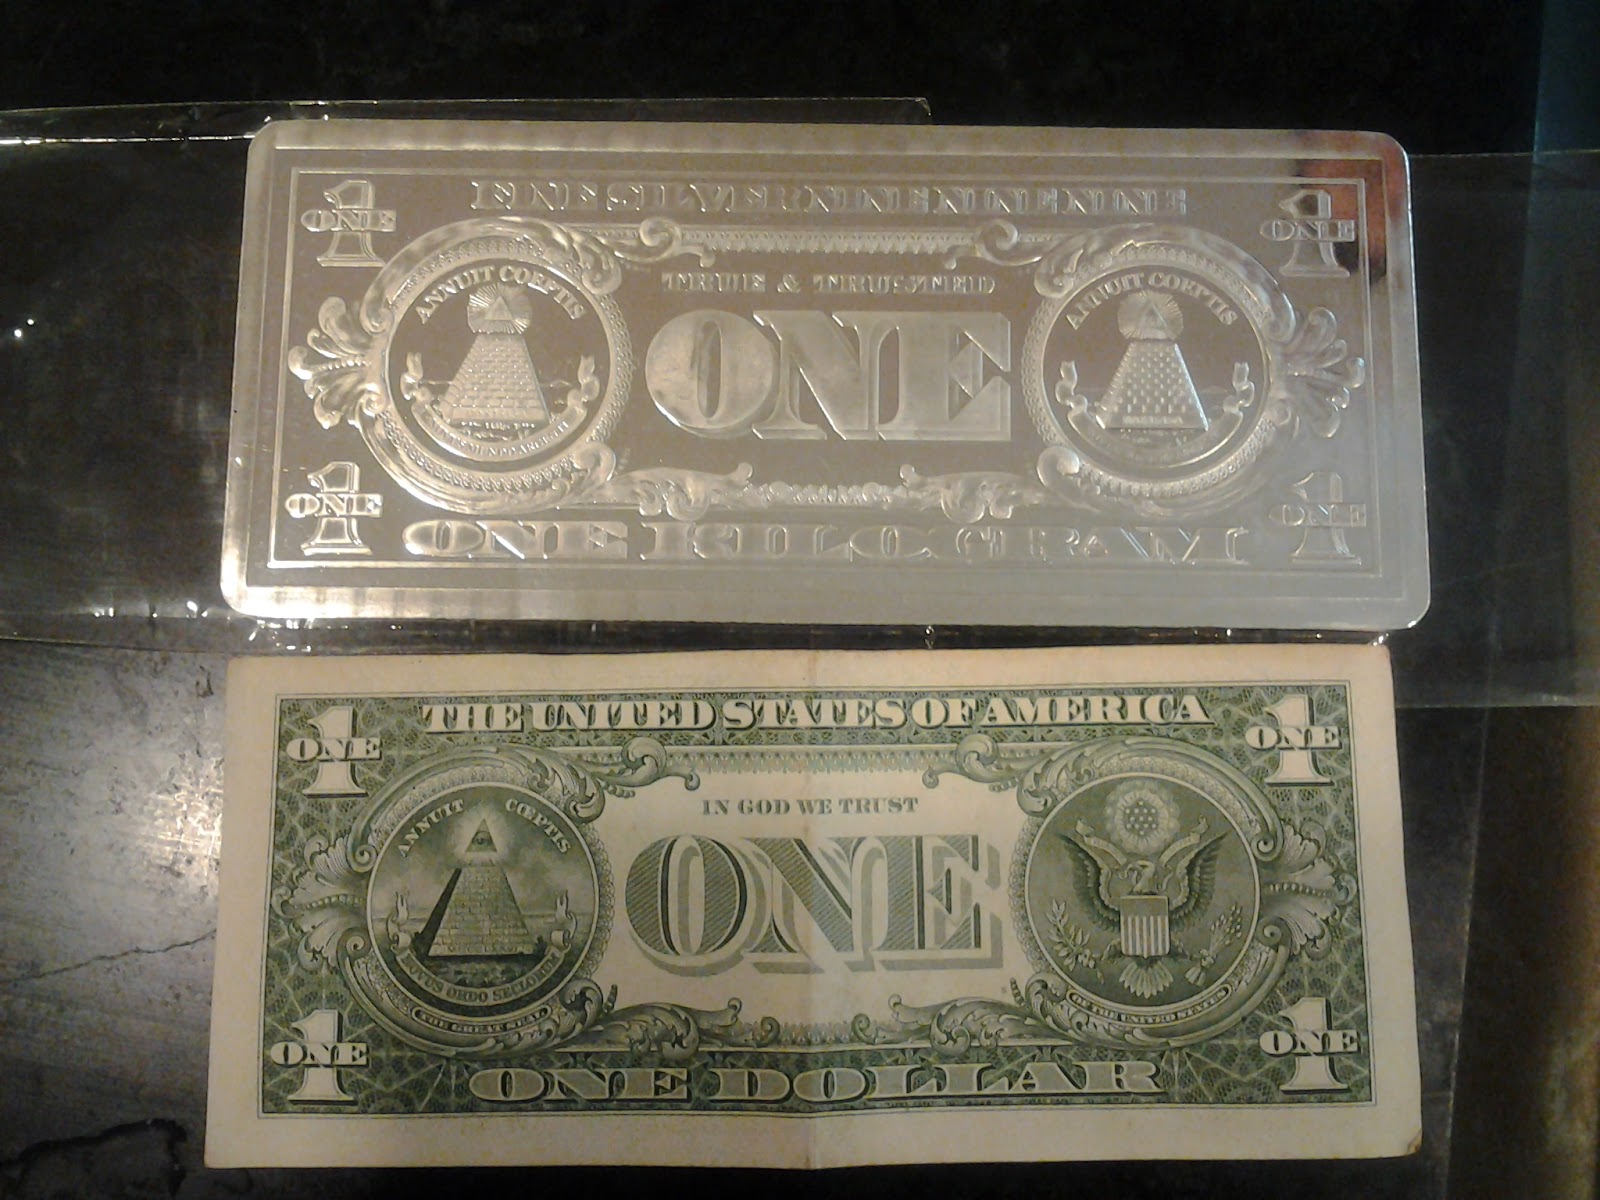 1 ONE
FINE SILVER NINE NINE NINE
1 ONE
TRUE & TRUSTED
ANNUIT COEPTIS
ONE
ANNUIT COEPTIS
1 ONE
ONE KILOGRAM
1 ONE
1 ONE
THE UNITED STATES OF AMERICA
1 ONE
IN GOD WE TRUST
ANNUIT CŒPTIS
ONE
NOVUS ORDO SECLORUM
THE GREAT SEAL
OF THE UNITED STATES
1 ONE
ONE DOLLAR
1 ONE